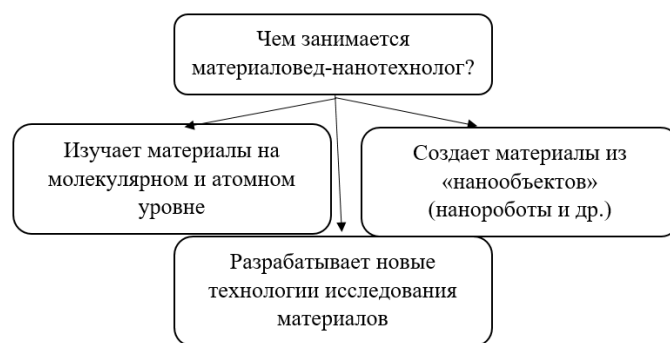 Чем занимается
материаловед-нанотехнолог?
Изучает материалы на
молекулярном и атомном
уровне
Создает материалы из
«нанообъектов»
(нанороботы и др.)
Разрабатывает новые
технологии исследования
материалов